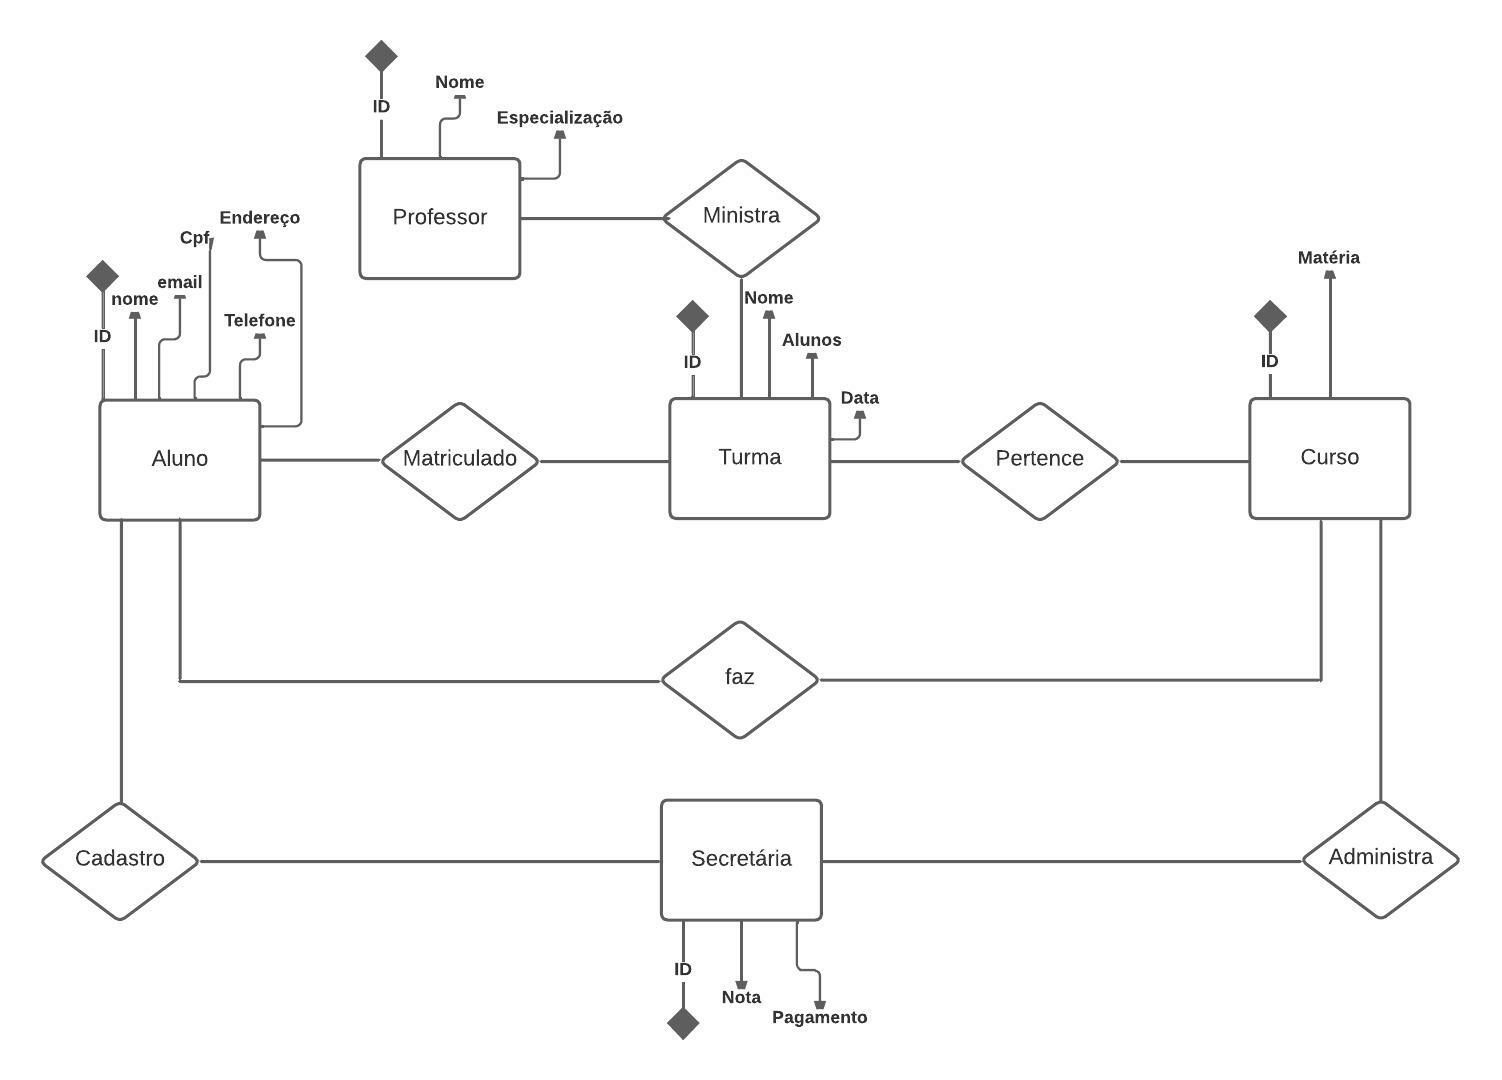 Nome
ID
Especialização
Professor
Ministra
Endereço
Cpf
email
nome
Telefone
ID
Nome
Alunos
ID
Data
Matéria
ID
Aluno
Matriculado
Turma
Pertence
Curso
faz
Cadastro
Secretária
Administra
ID
Nota
Pagamento